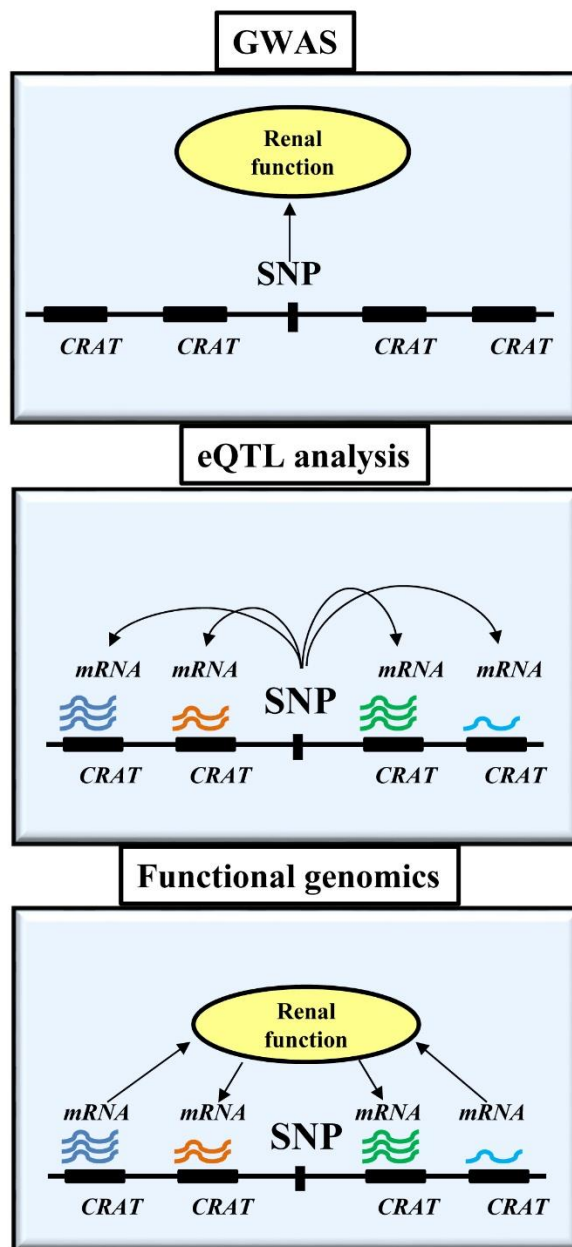 GWAS
Renal
function
SNP
CRAT CRAT CRAT CRAT
eQTL analysis
mRNA mRNA mRNA mRNA
SNP
CRAT CRAT CRAT CRAT
Functional genomics
Renal
function
mRNA mRNA mRNA mRNA
SNP
CRAT CRAT CRAT CRAT